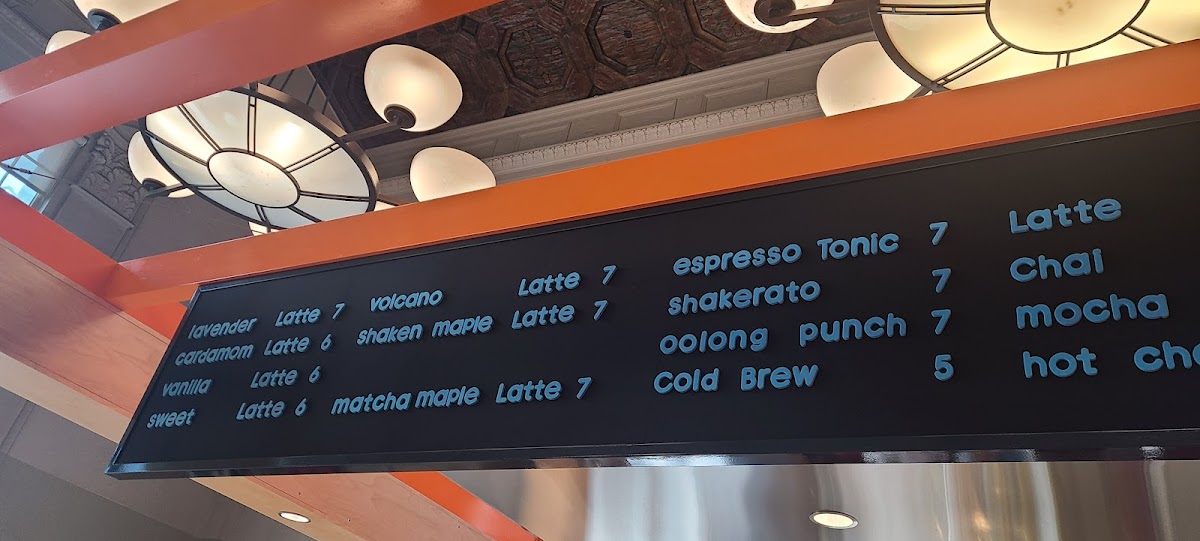 lavender Latte 7
cardamom Latte 6
vanilla Latte 6
sweet Latte 6
volcano Latte 7
shaken maple Latte 7
matcha maple Latte 7
espresso Tonic 7
shakerato 7
oolong punch 7
Cold Brew 5
Latte
Chai
mocha
hot